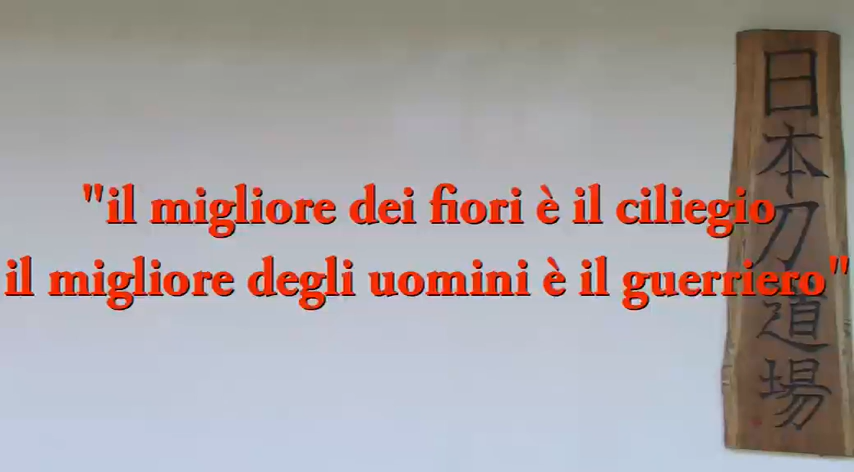 "il migliore dei fiori è il ciliegio
il migliore degli uomini è il guerriero"
日本刀道場